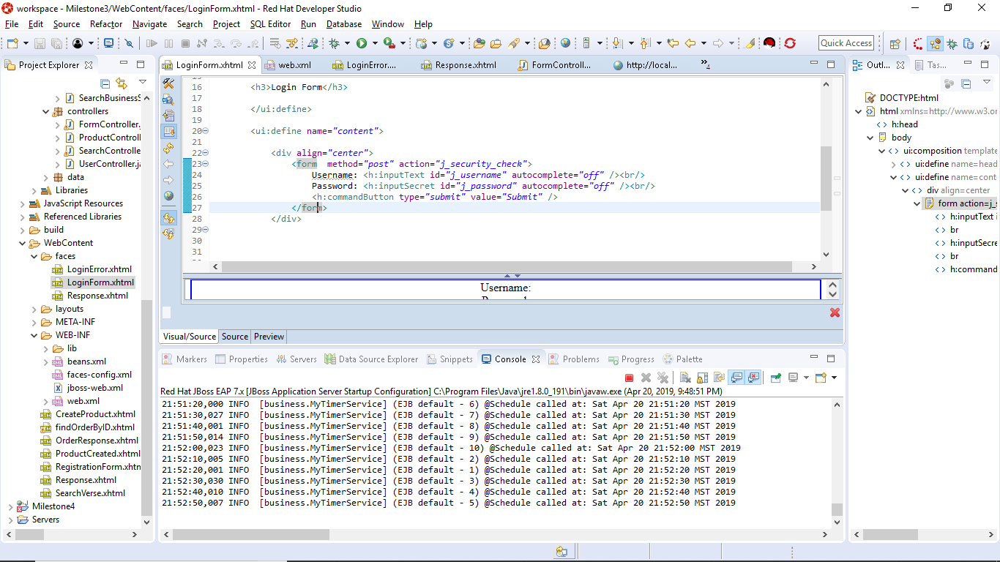 workspace - Milestone3/WebContent/faces/LoginForm.xhtml - Red Hat Developer Studio
File Edit Source Refactor Navigate Search Project SQL Editor Run Database Window Help
Quick Access
Project Explorer
SearchBusinessS
controllers
FormController.
ProductControll
SearchControlle
UserController.ja
data
Libraries
JavaScript Resources
Referenced Libraries
build
WebContent
faces
LoginError.xhtml
LoginForm.xhtml
Response.xhtml
layouts
META-INF
WEB-INF
lib
beans.xml
faces-config.xml
jboss-web.xml
web.xml
CreateProduct.xhtml
findOrderByID.xhtml
OrderResponse.xhtml
ProductCreated.xhtml
RegistrationForm.xhtm
Response.xhtml
SearchVerse.xhtml
Milestone4
Servers
LoginForm.xhtml web.xml LoginError.... Response.xhtml FormControll... http://local... »4
16 <h3>Login Form</h3>
17
18 </ui:define>
19
20 <ui:define name="content">
21
22 <div align="center">
23 <form method="post" action="j_security_check">
24 Username: <h:inputText id="j_username" autocomplete="off" /><br/>
25 Password: <h:inputSecret id="j_password" autocomplete="off" /><br/>
26 <h:commandButton type="submit" value="Submit" />
27 </form>
28 </div>
29
30
31
Username:
Visual/Source Source Preview
Markers Properties Servers Data Source Explorer Snippets Console Problems Progress Palette
Red Hat JBoss EAP 7.x [JBoss Application Server Startup Configuration] C:\Program Files\Java\jre1.8.0_191\bin\javaw.exe (Apr 20, 2019, 9:48:51 PM)
21:51:20,000 INFO [business.MyTimerService] (EJB default - 6) @Schedule called at: Sat Apr 20 21:51:20 MST 2019
21:51:30,027 INFO [business.MyTimerService] (EJB default - 7) @Schedule called at: Sat Apr 20 21:51:30 MST 2019
21:51:40,001 INFO [business.MyTimerService] (EJB default - 8) @Schedule called at: Sat Apr 20 21:51:40 MST 2019
21:51:50,014 INFO [business.MyTimerService] (EJB default - 9) @Schedule called at: Sat Apr 20 21:51:50 MST 2019
21:52:00,023 INFO [business.MyTimerService] (EJB default - 10) @Schedule called at: Sat Apr 20 21:52:00 MST 2019
21:52:10,005 INFO [business.MyTimerService] (EJB default - 2) @Schedule called at: Sat Apr 20 21:52:10 MST 2019
21:52:20,001 INFO [business.MyTimerService] (EJB default - 1) @Schedule called at: Sat Apr 20 21:52:20 MST 2019
21:52:30,030 INFO [business.MyTimerService] (EJB default - 3) @Schedule called at: Sat Apr 20 21:52:30 MST 2019
21:52:40,010 INFO [business.MyTimerService] (EJB default - 4) @Schedule called at: Sat Apr 20 21:52:40 MST 2019
21:52:50,007 INFO [business.MyTimerService] (EJB default - 5) @Schedule called at: Sat Apr 20 21:52:50 MST 2019
Outl... Tas...
DOCTYPE:html
html xmlns=http://www.w3.or
h:head
body
ui:composition template
ui:define name=head
ui:define name=cont
div align=center
form action=j_s
h:inputText i
br
h:inputSecre
br
h:command